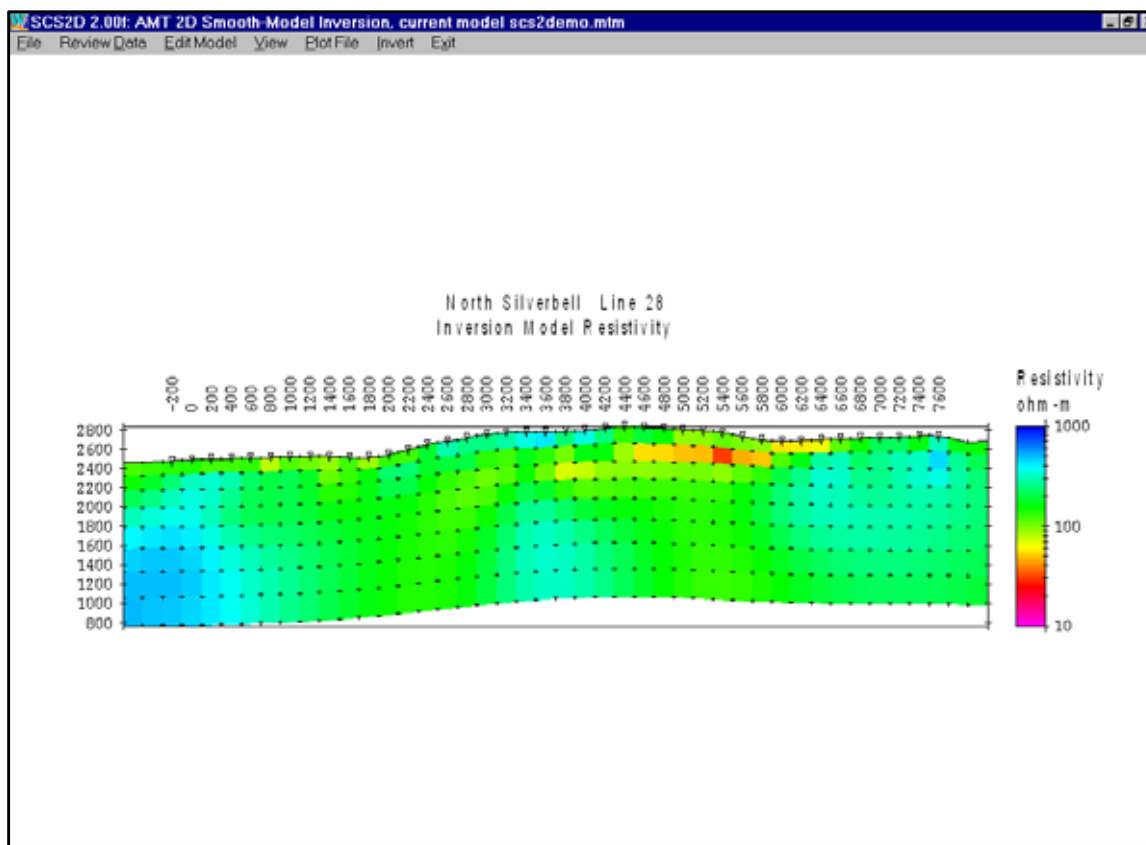 SCS2D 2.00f: AMT 2D Smooth-Model Inversion, current model scs2demo.mtm
File Review Data Edit Model View Plot File Invert Exit
North Silverbell Line 28
Inversion Model Resistivity
-200 0 200 400 600 800 1000 1200 1400 1600 1800 2000 2200 2400 2600 2800 3000 3200 3400 3600 3800 4000 4200 4400 4600 4800 5000 5200 5400 5600 5800 6000 6200 6400 6800 7000 7200 7400 7600
Resistivity
ohm-m
2800
2600
2400
2200
2000
1800
1600
1400
1200
1000
800
1000
100
10